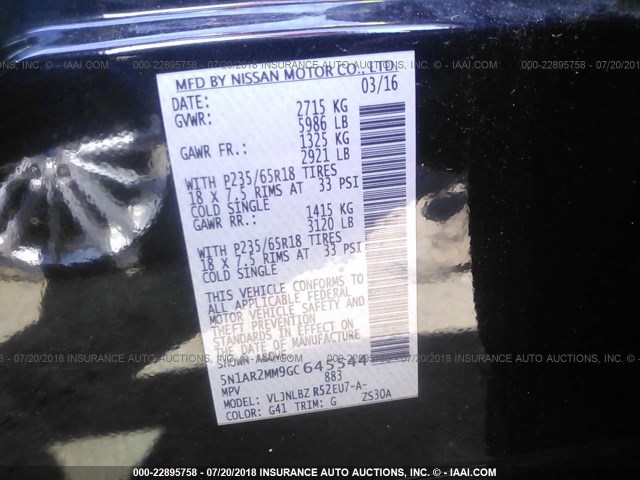 000-22895758 - 07/20/2018 INSURANCE AUTO AUCTIONS, INC. - IAAI.COM
MFD BY NISSAN MOTOR CO., LTD
DATE: 03/16
GVWR: 2715 KG
5986 LB
GAWR FR.: 1325 KG
2921 LB
WITH P235/65R18 TIRES
18 X 7.5 RIMS AT 33 PSI
COLD SINGLE
GAWR RR.: 1415 KG
3120 LB
WITH P235/65R18 TIRES
18 X 7.5 RIMS AT 33 PSI
COLD SINGLE
THIS VEHICLE CONFORMS TO
ALL APPLICABLE FEDERAL
MOTOR VEHICLE SAFETY AND
THEFT PREVENTION
STANDARDS IN EFFECT ON
THE DATE OF MANUFACTURE
SHOWN ABOVE.
5N1AR2MM9GC645344
MPV 883
MODEL: VLJNLBZ R52EU7-A-
COLOR: G41 TRIM: G ZS30A
000-22895758 - 07/20/2018 INSURANCE AUTO AUCTIONS, INC. - IAAI.COM